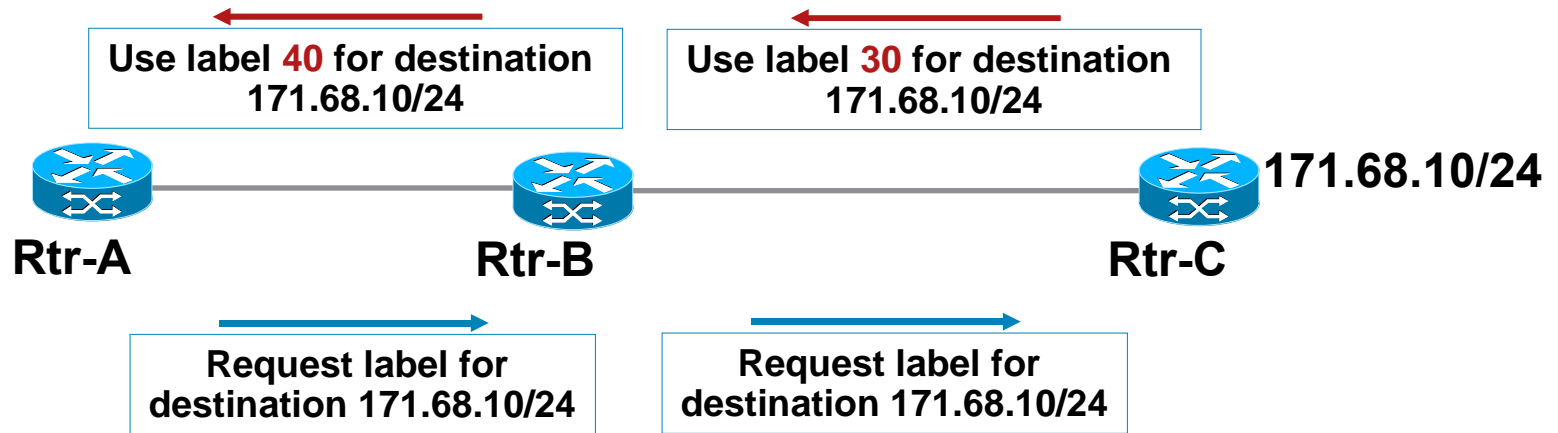 Use label 40 for destination
171.68.10/24
Use label 30 for destination
171.68.10/24
171.68.10/24
Rtr-A
Rtr-B
Rtr-C
Request label for
destination 171.68.10/24
Request label for
destination 171.68.10/24